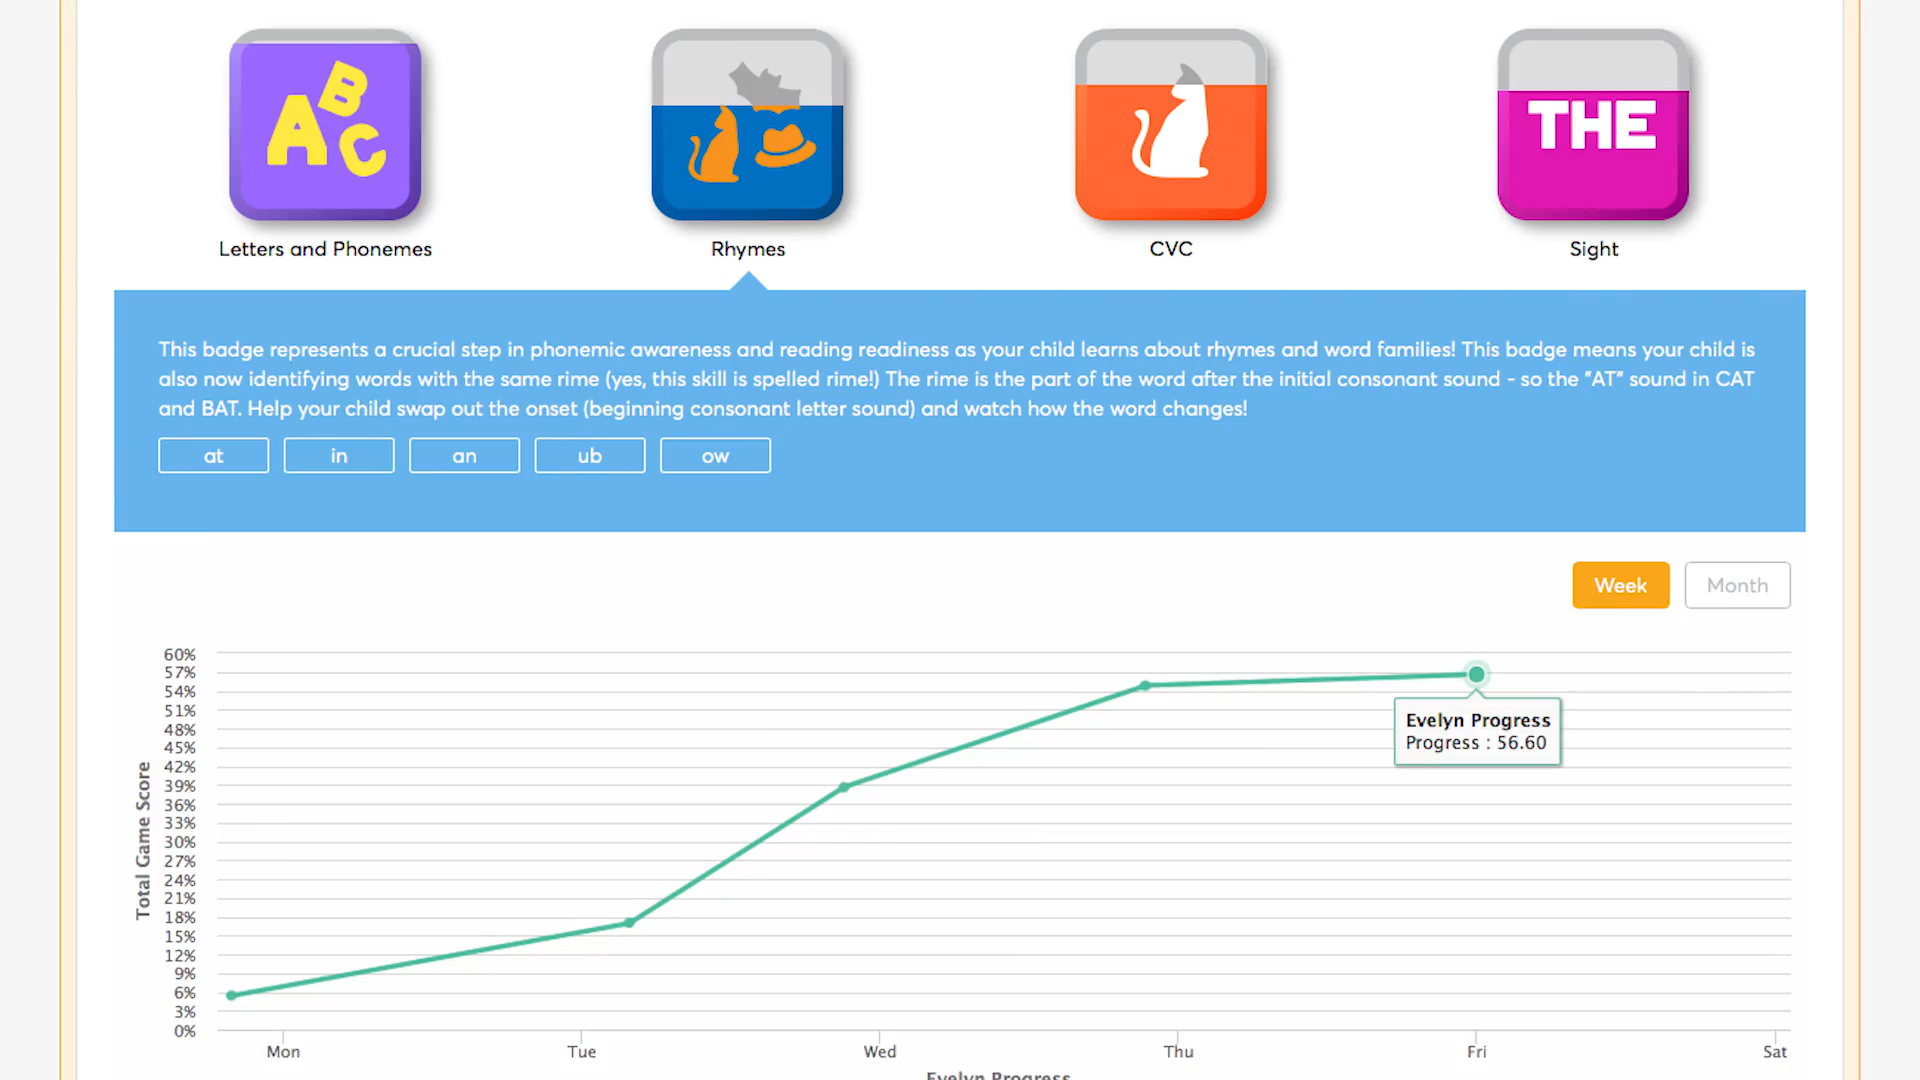 A B C
THE
Letters and Phonemes
Rhymes
CVC
Sight
This badge represents a crucial step in phonemic awareness and reading readiness as your child learns about rhymes and word families! This badge means your child is
also now identifying words with the same rime (yes, this skill is spelled rime!) The rime is the part of the word after the initial consonant sound - so the "AT" sound in CAT
and BAT. Help your child swap out the onset (beginning consonant letter sound) and watch how the word changes!
at
in
an
ub
ow
Week
Month
60%
57%
54%
51%
48%
45%
42%
39%
36%
33%
30%
27%
24%
21%
18%
15%
12%
9%
6%
3%
0%
Total Game Score
Evelyn Progress
Progress : 56.60
Mon
Tue
Wed
Thu
Fri
Sat
Evelyn Progress